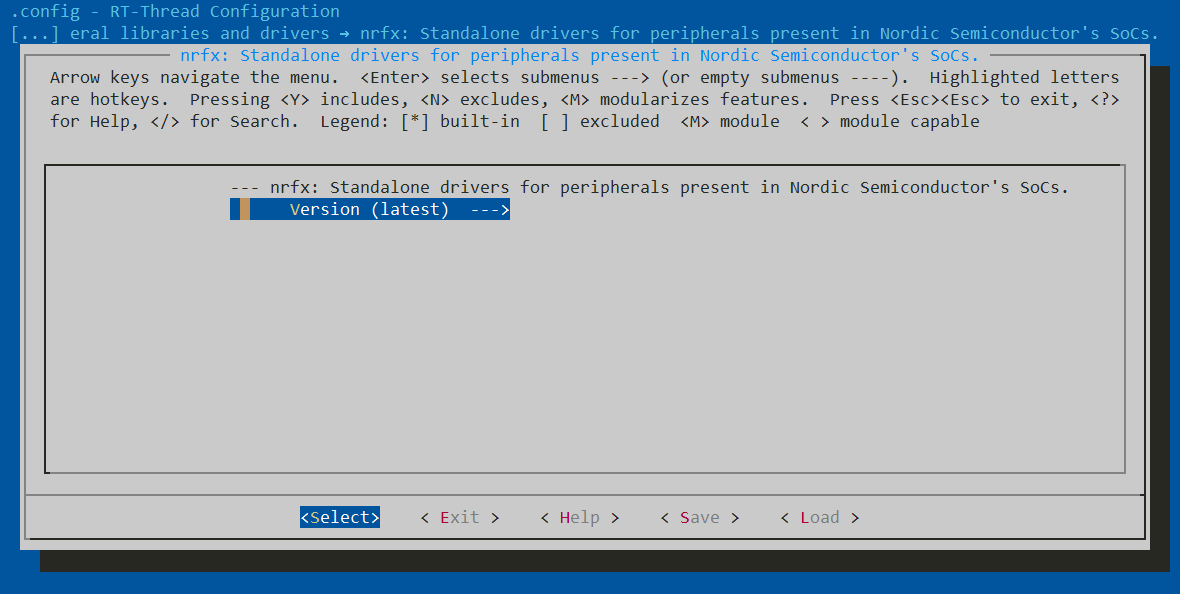 .config - RT-Thread Configuration
[...] eral libraries and drivers → nrfx: Standalone drivers for peripherals present in Nordic Semiconductor's SoCs.
nrfx: Standalone drivers for peripherals present in Nordic Semiconductor's SoCs.
Arrow keys navigate the menu.  <Enter> selects submenus ---> (or empty submenus ----).  Highlighted letters
are hotkeys.  Pressing <Y> includes, <N> excludes, <M> modularizes features.  Press <Esc><Esc> to exit, <?>
for Help, </> for Search.  Legend: [*] built-in  [ ] excluded  <M> module  < > module capable
--- nrfx: Standalone drivers for peripherals present in Nordic Semiconductor's SoCs.
Version (latest)  --->
<Select>    < Exit >    < Help >    < Save >    < Load >